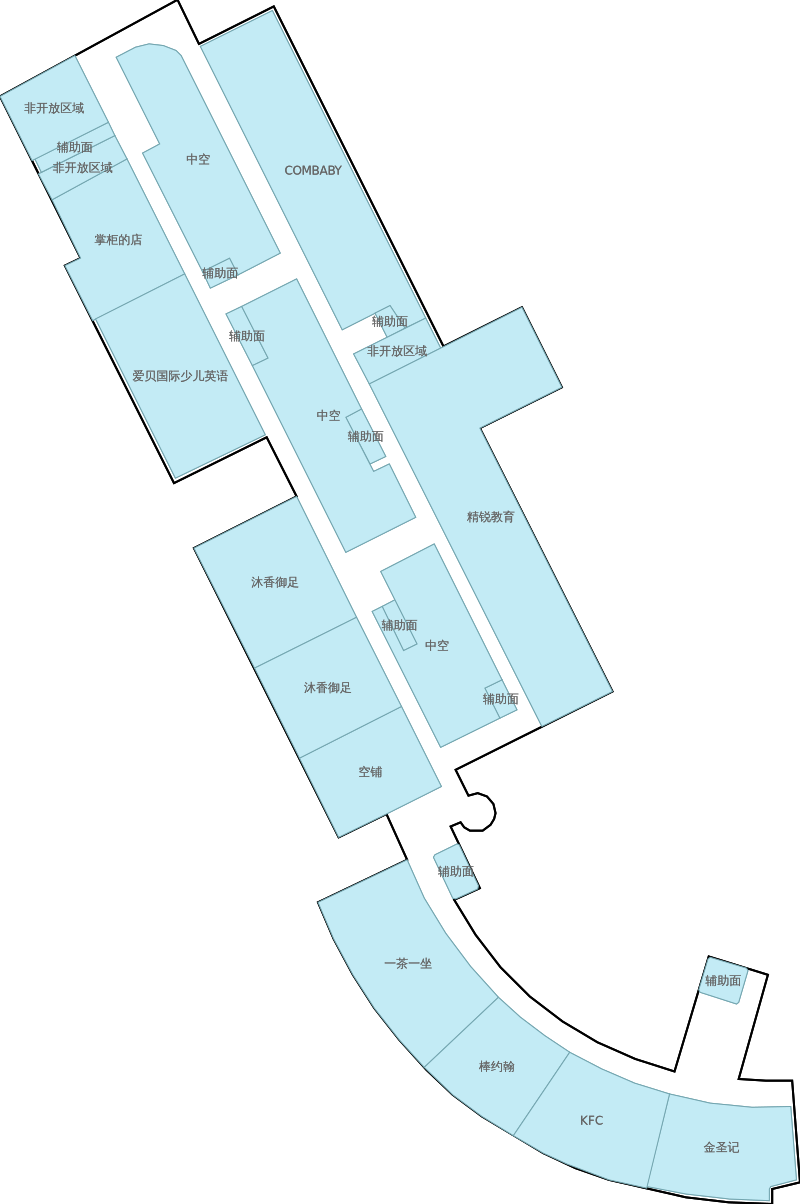 非开放区域
辅助面
中空
非开放区域
COMBABY
掌柜的店
辅助面
辅助面
辅助面
非开放区域
爱贝国际少儿英语
中空
辅助面
精锐教育
沐香御足
辅助面
中空
沐香御足
辅助面
空铺
辅助面
一茶一坐
辅助面
棒约翰
KFC
金圣记